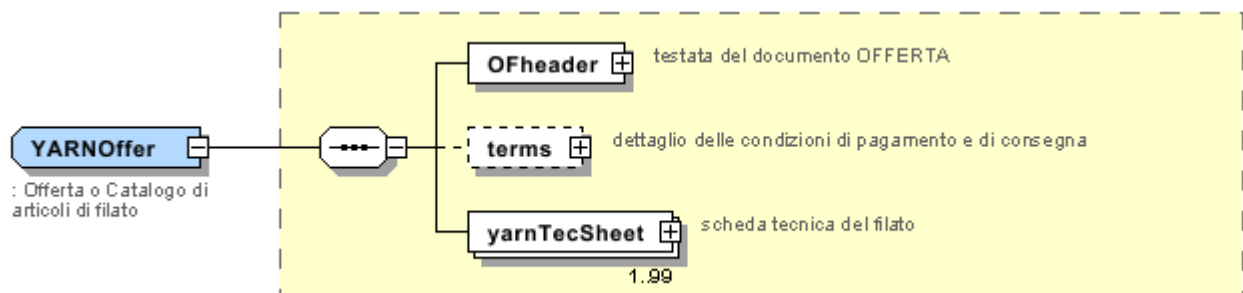 OFheader
testata del documento OFFERTA
YARNOffer
terms
dettaglio delle condizioni di pagamento e di consegna
: Offerta o Catalogo di
articoli di filato
yarnTecSheet
scheda tecnica del filato
1..99